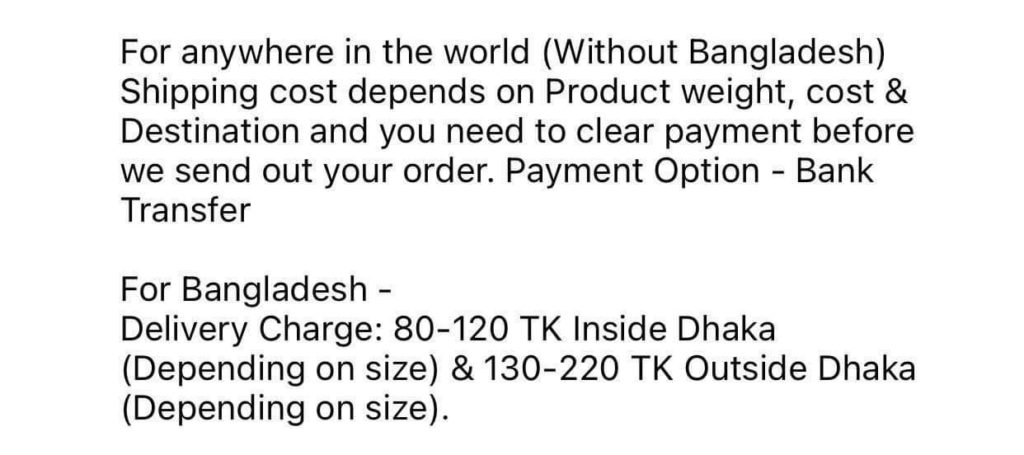 For anywhere in the world (Without Bangladesh)
Shipping cost depends on Product weight, cost &
Destination and you need to clear payment before
we send out your order. Payment Option - Bank
Transfer
For Bangladesh -
Delivery Charge: 80-120 TK Inside Dhaka
(Depending on size) & 130-220 TK Outside Dhaka
(Depending on size).